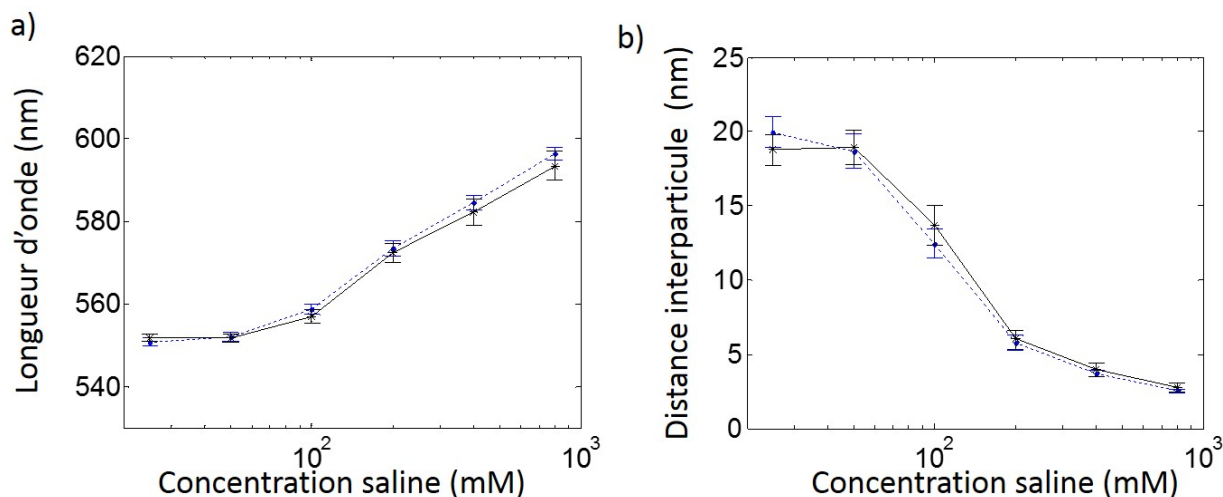 a)
Longueur d'onde (nm)
620
600
580
560
540
10²
10³
Concentration saline (mM)
b)
Distance interparticule (nm)
25
20
15
10
5
0
10²
10³
Concentration saline (mM)